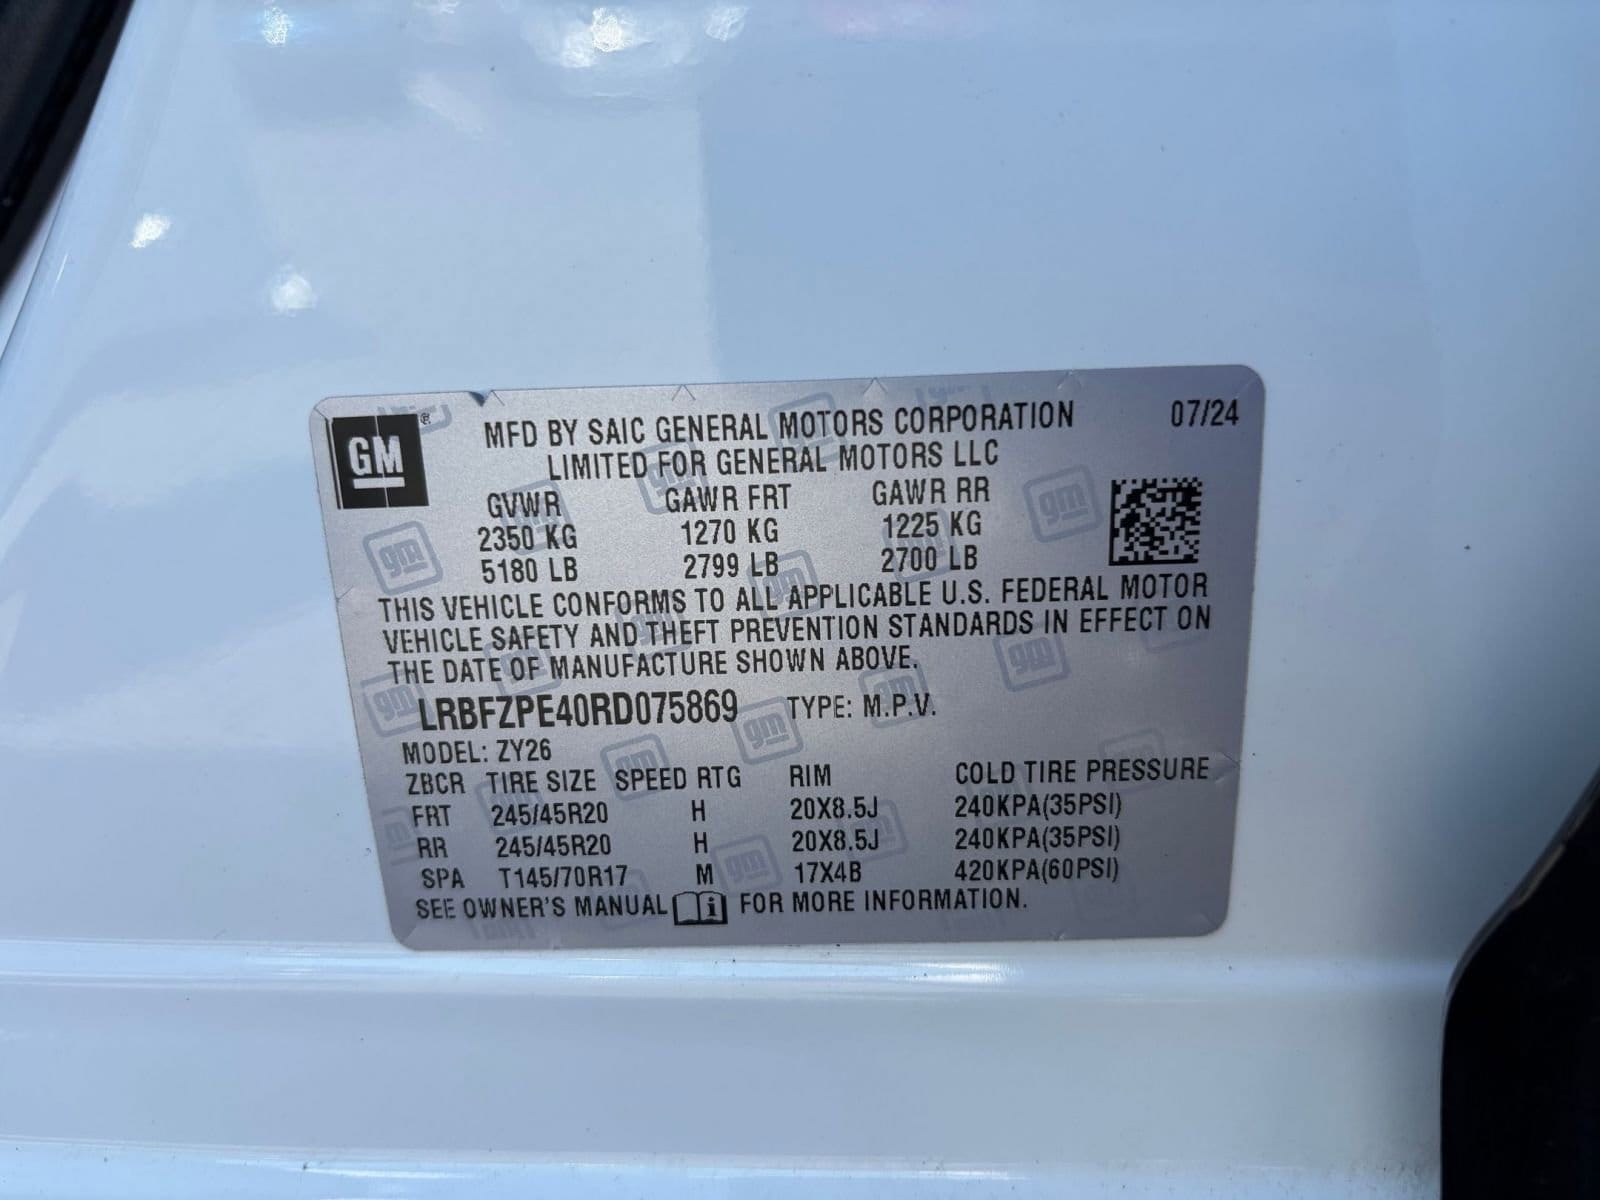 GM ® MFD BY SAIC GENERAL MOTORS CORPORATION 07/24
LIMITED FOR GENERAL MOTORS LLC
GVWR GAWR FRT GAWR RR
2350 KG 1270 KG 1225 KG
5180 LB 2799 LB 2700 LB
THIS VEHICLE CONFORMS TO ALL APPLICABLE U.S. FEDERAL MOTOR
VEHICLE SAFETY AND THEFT PREVENTION STANDARDS IN EFFECT ON
THE DATE OF MANUFACTURE SHOWN ABOVE.
LRBFZPE40RD075869 TYPE: M.P.V.
MODEL: ZY26
ZBCR TIRE SIZE SPEED RTG RIM COLD TIRE PRESSURE
FRT 245/45R20 H 20X8.5J 240KPA(35PSI)
RR 245/45R20 H 20X8.5J 240KPA(35PSI)
SPA T145/70R17 M 17X4B 420KPA(60PSI)
SEE OWNER'S MANUAL i FOR MORE INFORMATION.